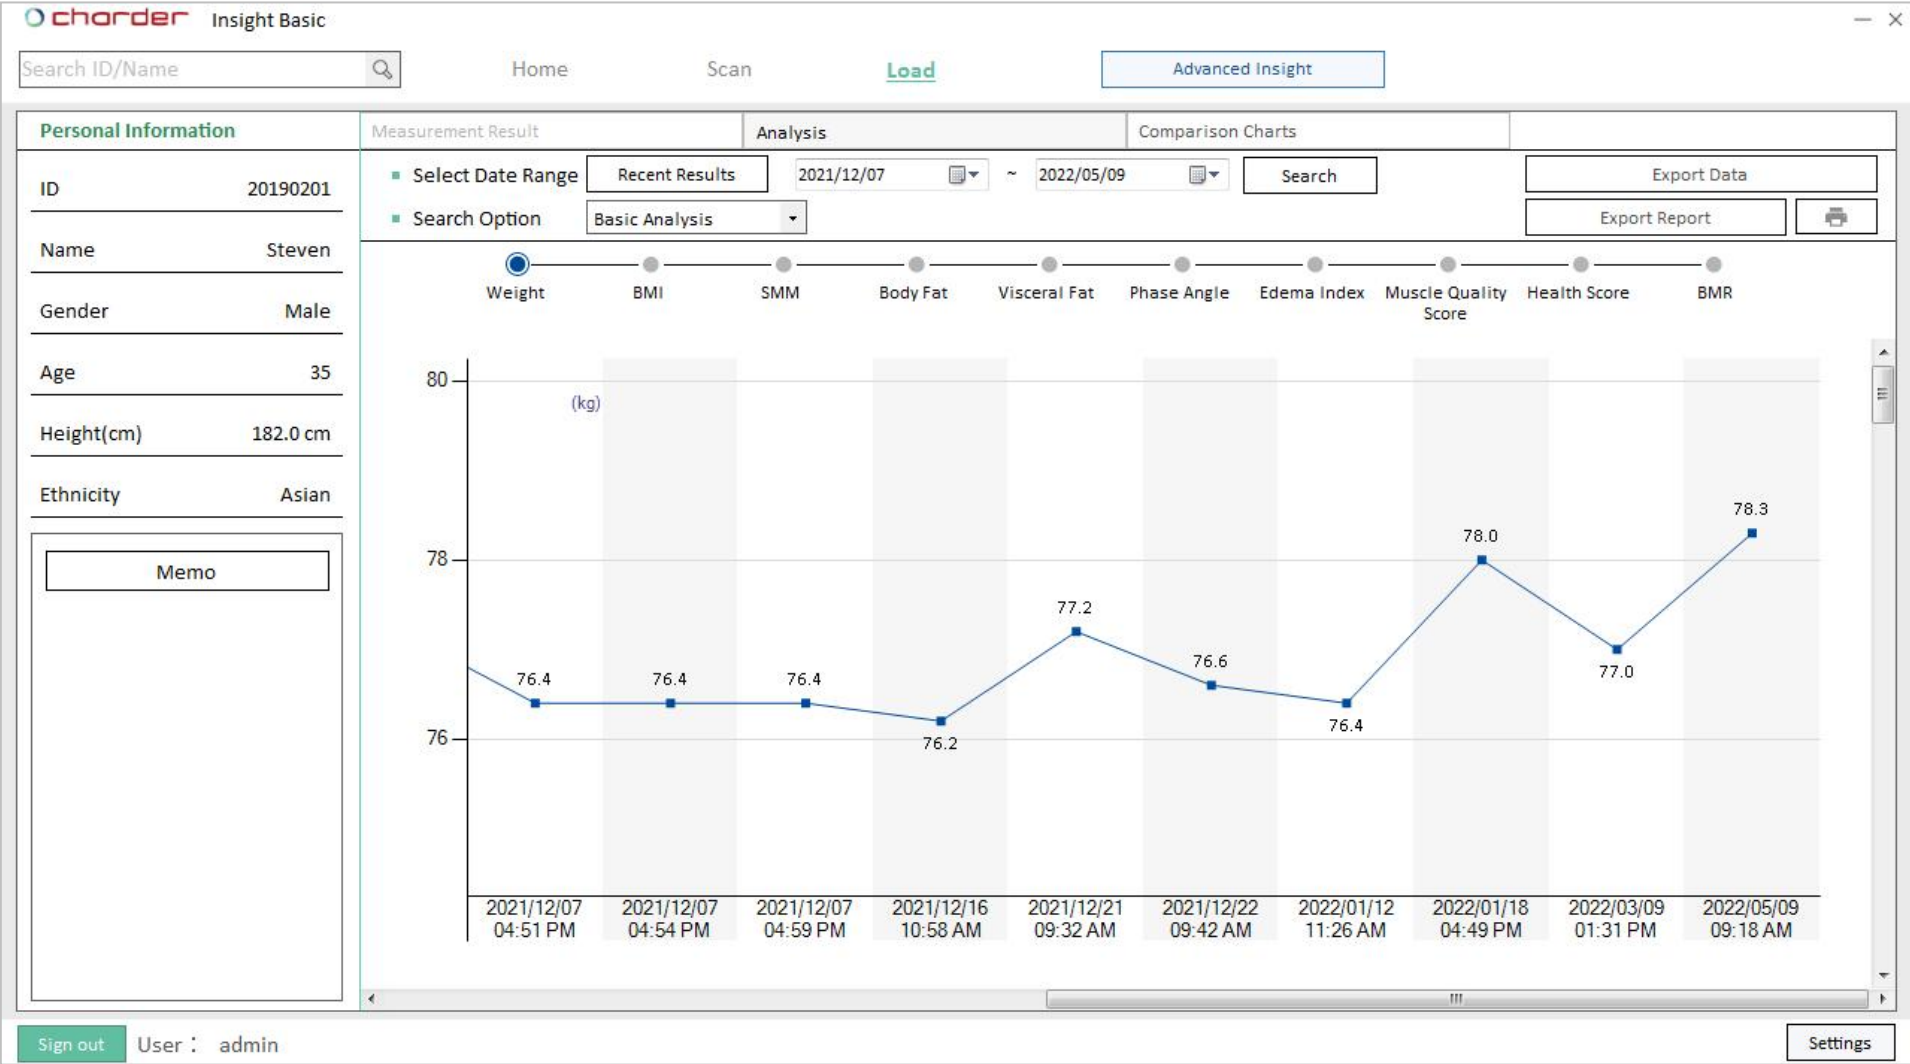 charder Insight Basic
Search ID/Name
Home
Scan
Load
Advanced Insight
Personal Information
ID 20190201
Name Steven
Gender Male
Age 35
Height(cm) 182.0 cm
Ethnicity Asian
Memo
Measurement Result
Analysis
Comparison Charts
Select Date Range Recent Results 2021/12/07 ~ 2022/05/09 Search
Export Data
Search Option Basic Analysis
Export Report
Weight
BMI
SMM
Body Fat
Visceral Fat
Phase Angle
Edema Index
Muscle Quality
Score
Health Score
BMR
80
(kg)
78
76
76.4
76.4
76.4
76.2
77.2
76.6
76.4
78.0
77.0
78.3
2021/12/07
04:51 PM
2021/12/07
04:54 PM
2021/12/07
04:59 PM
2021/12/16
10:58 AM
2021/12/21
09:32 AM
2021/12/22
09:42 AM
2022/01/12
11:26 AM
2022/01/18
04:49 PM
2022/03/09
01:31 PM
2022/05/09
09:18 AM
Sign out
User： admin
Settings